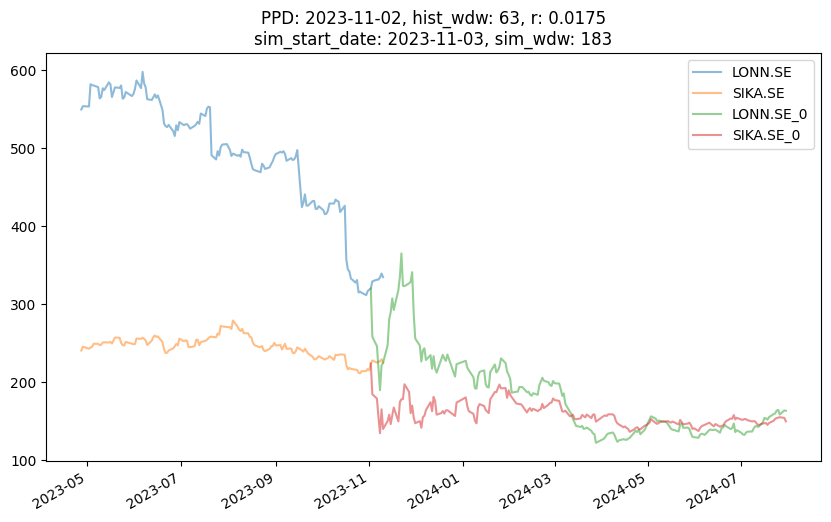 PPD: 2023-11-02, hist_wdw: 63, r: 0.0175
sim_start_date: 2023-11-03, sim_wdw: 183
LONN.SE
SIKA.SE
LONN.SE_0
SIKA.SE_0
600
500
400
300
200
100
2023-05
2023-07
2023-09
2023-11
2024-01
2024-03
2024-05
2024-07